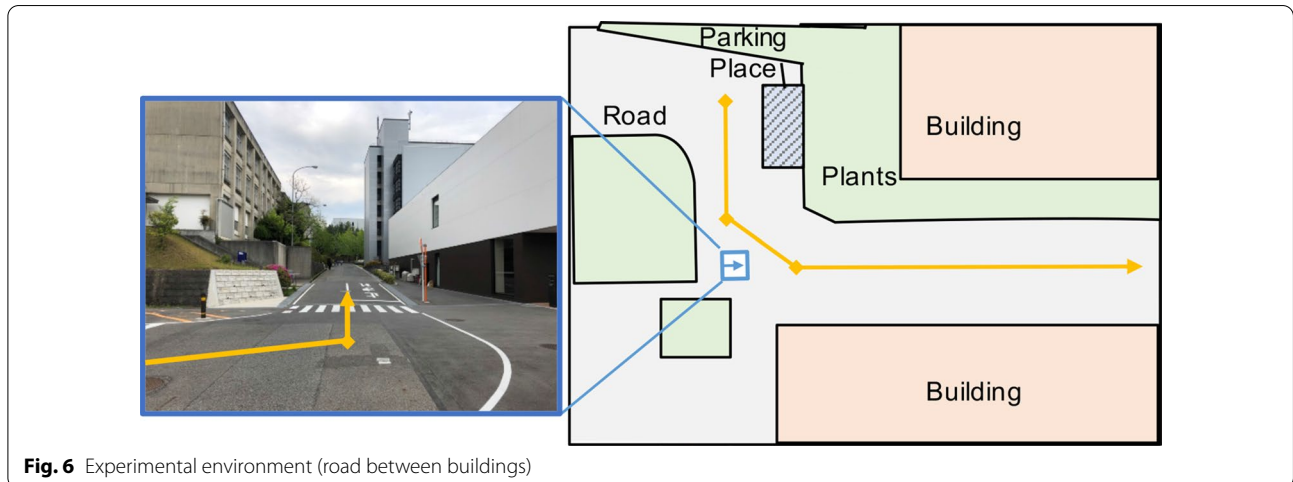 Parking
Place
Road
Building
Plants
Building
Fig. 6 Experimental environment (road between buildings)